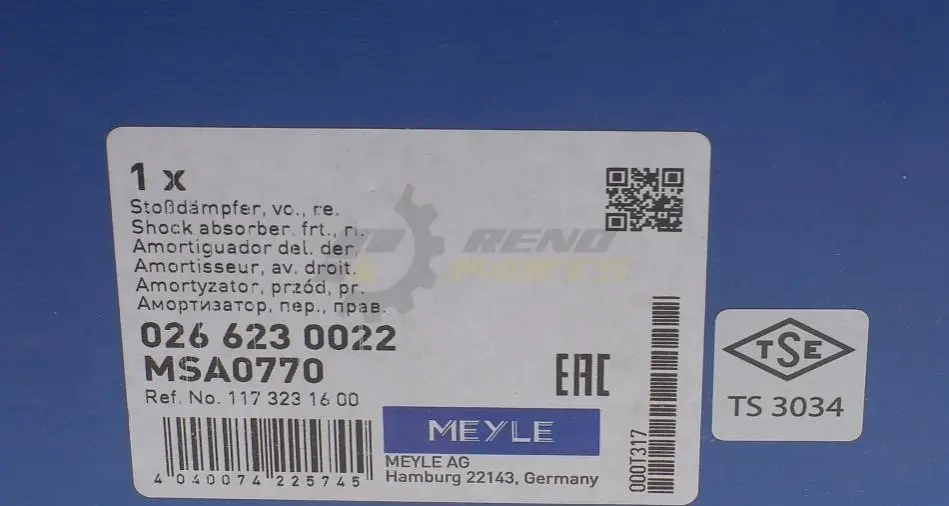 1 x
Stoßdämpfer, vo., re.
Shock absorber, frt., ri.
Amortiguador del. der.
Amortisseur, av. droit.
Amortyzator, przód, pr.
Амортизатор, пер., прав.
026 623 0022
MSA0770
Ref. No. 117 323 16 00
EAC
MEYLE
MEYLE AG
Hamburg 22143, Germany
4 040074 225745
000T317
RENO
PARTS
TSE
TS 3034